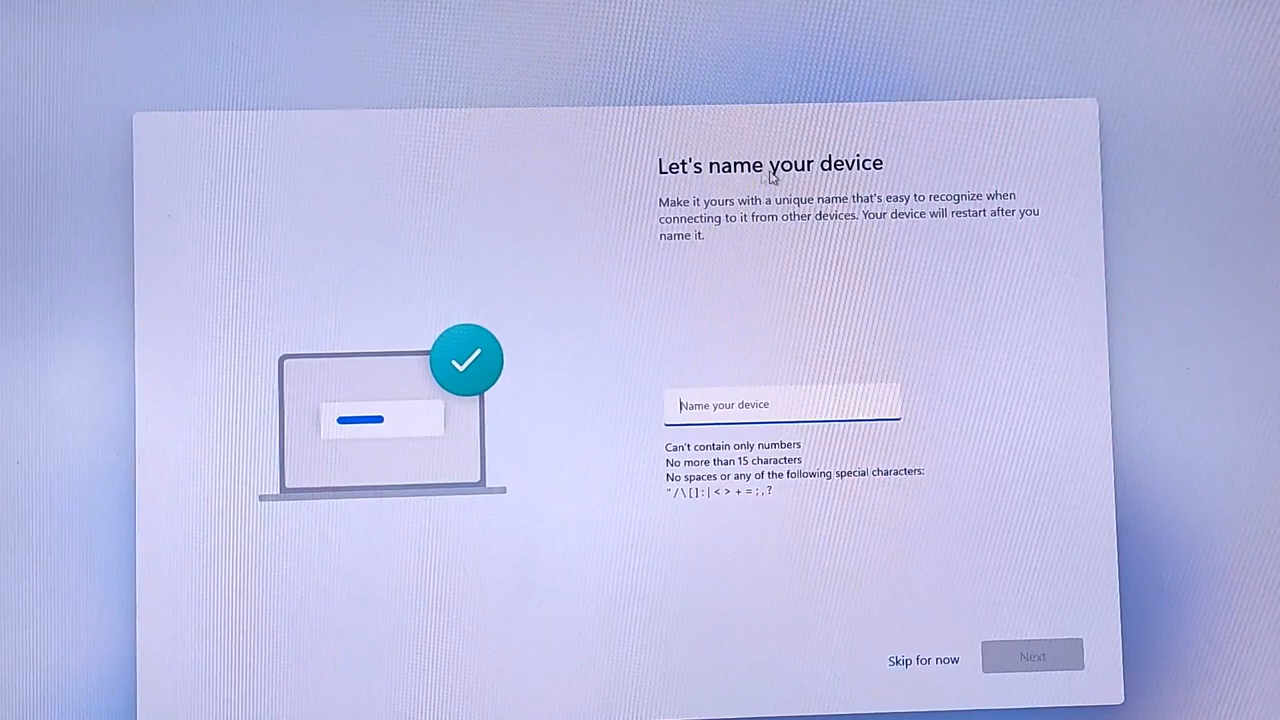 Let's name your device
Make it yours with a unique name that's easy to recognize when
connecting to it from other devices. Your device will restart after you
name it.
Name your device
Can't contain only numbers
No more than 15 characters
No spaces or any of the following special characters:
" / \ [ ] : | < > + = ; , ?
Skip for now
Next